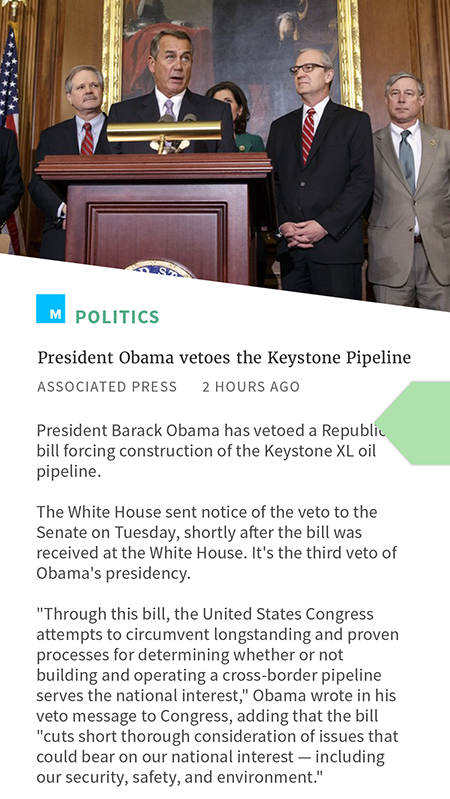 M
POLITICS
President Obama vetoes the Keystone Pipeline
ASSOCIATED PRESS 2 HOURS AGO
President Barack Obama has vetoed a
bill forcing construction of the Keystone XL oil
pipeline.
The White House sent notice of the veto to the
Senate on Tuesday, shortly after the bill was
received at the White House. It's the third veto of
Obama's presidency.
"Through this bill, the United States Congress
attempts to circumvent longstanding and proven
processes for determining whether or not
building and operating a cross-border pipeline
serves the national interest," Obama wrote in his
veto message to Congress, adding that the bill
"cuts short thorough consideration of issues that
could bear on our national interest — including
our security, safety, and environment."